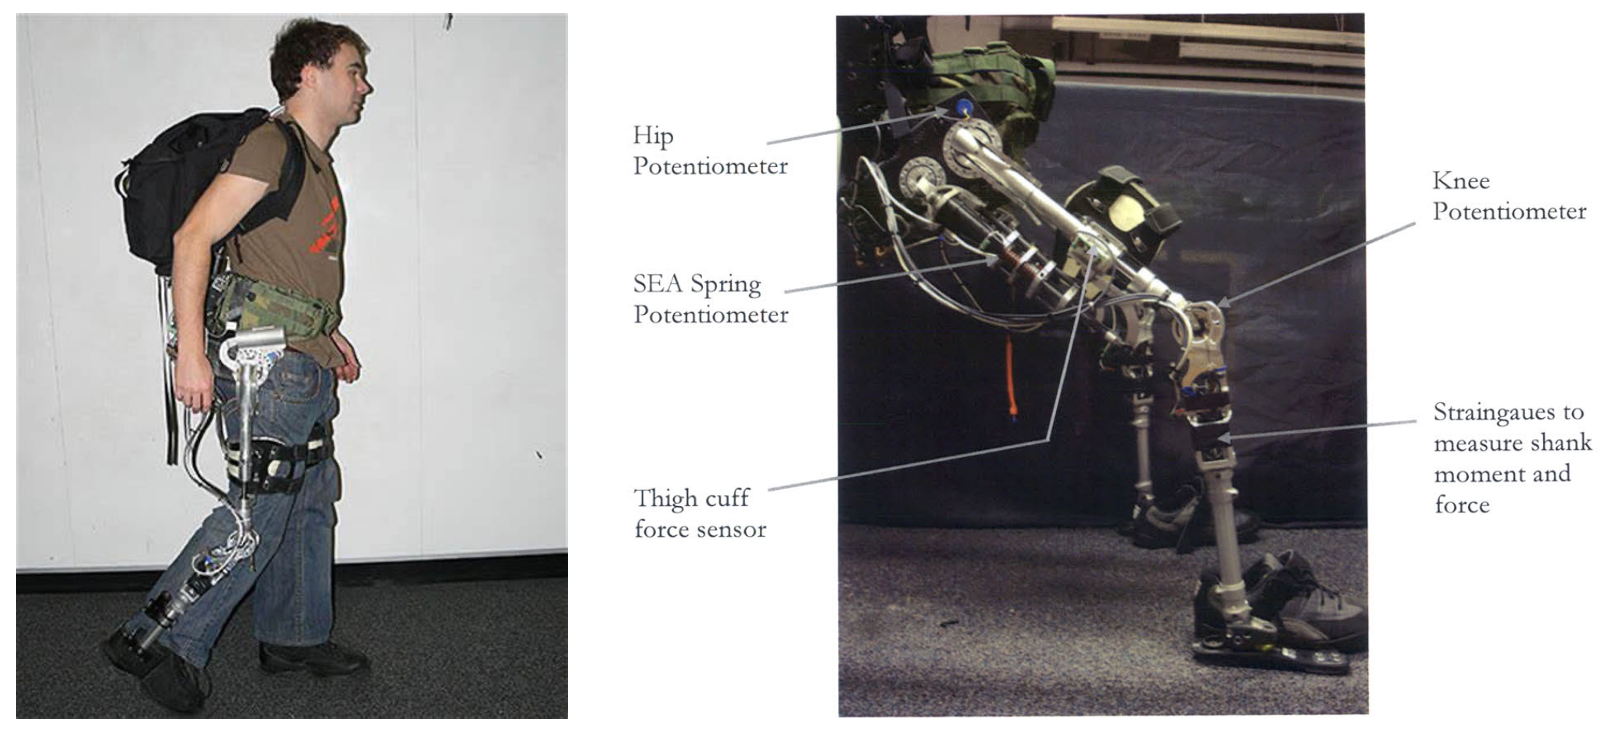 Hip
Potentiometer
SEA Spring
Potentiometer
Thigh cuff
force sensor
Knee
Potentiometer
Straingaues to
measure shank
moment and
force